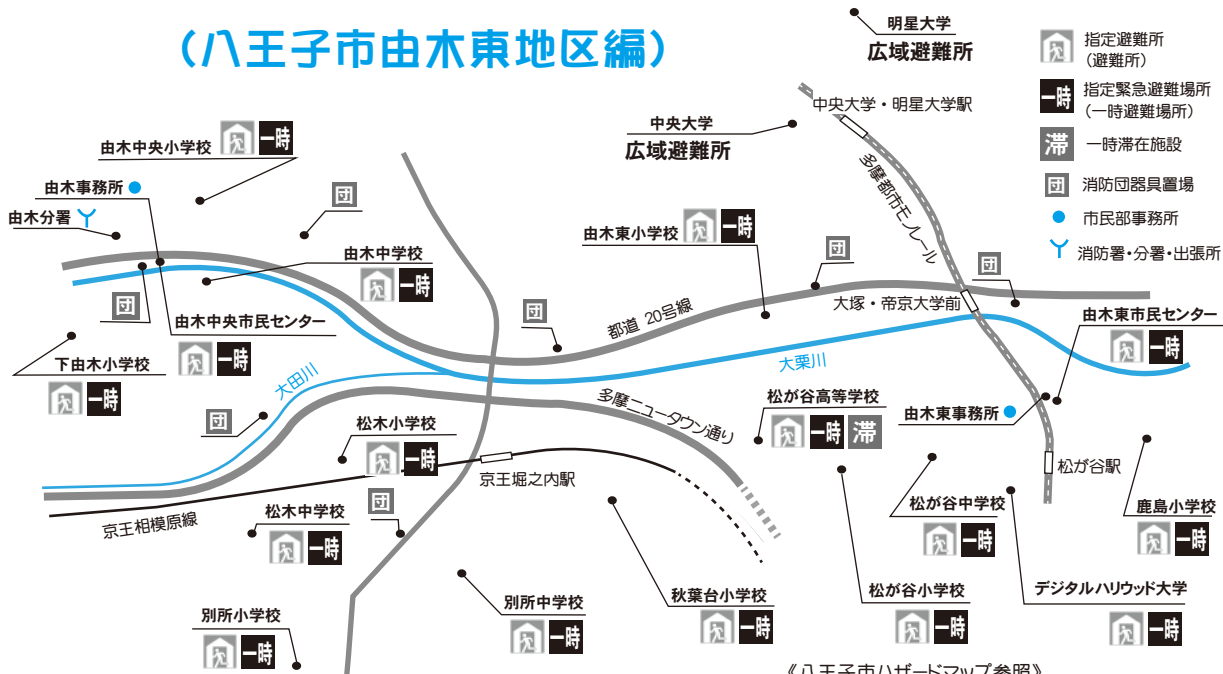 (八王子市由木東地区編)
明星大学
広域避難所
指定避難所
(避難所)
一時
指定緊急避難場所
(一時避難場所)
滞
一時滞在施設
団
消防団器具置場
市民部事務所
消防署・分署・出張所
中央大学・明星大学駅
中央大学
広域避難所
多摩都市モノレール
由木中央小学校
一時
由木事務所
由木分署
団
由木中学校
一時
由木東小学校
一時
団
団
大塚・帝京大学前
都道 20号線
団
由木中央市民センター
一時
団
下由木小学校
一時
由木東市民センター
一時
大田川
大栗川
団
多摩ニュータウン通り
松木小学校
一時
松が谷高等学校
一時
滞
由木東事務所
松が谷駅
京王堀之内駅
京王相模原線
松木中学校
一時
団
松が谷中学校
一時
鹿島小学校
一時
別所小学校
一時
別所中学校
一時
秋葉台小学校
一時
松が谷小学校
一時
デジタルハリウッド大学
一時
《八王子市ハザードマップ参照》